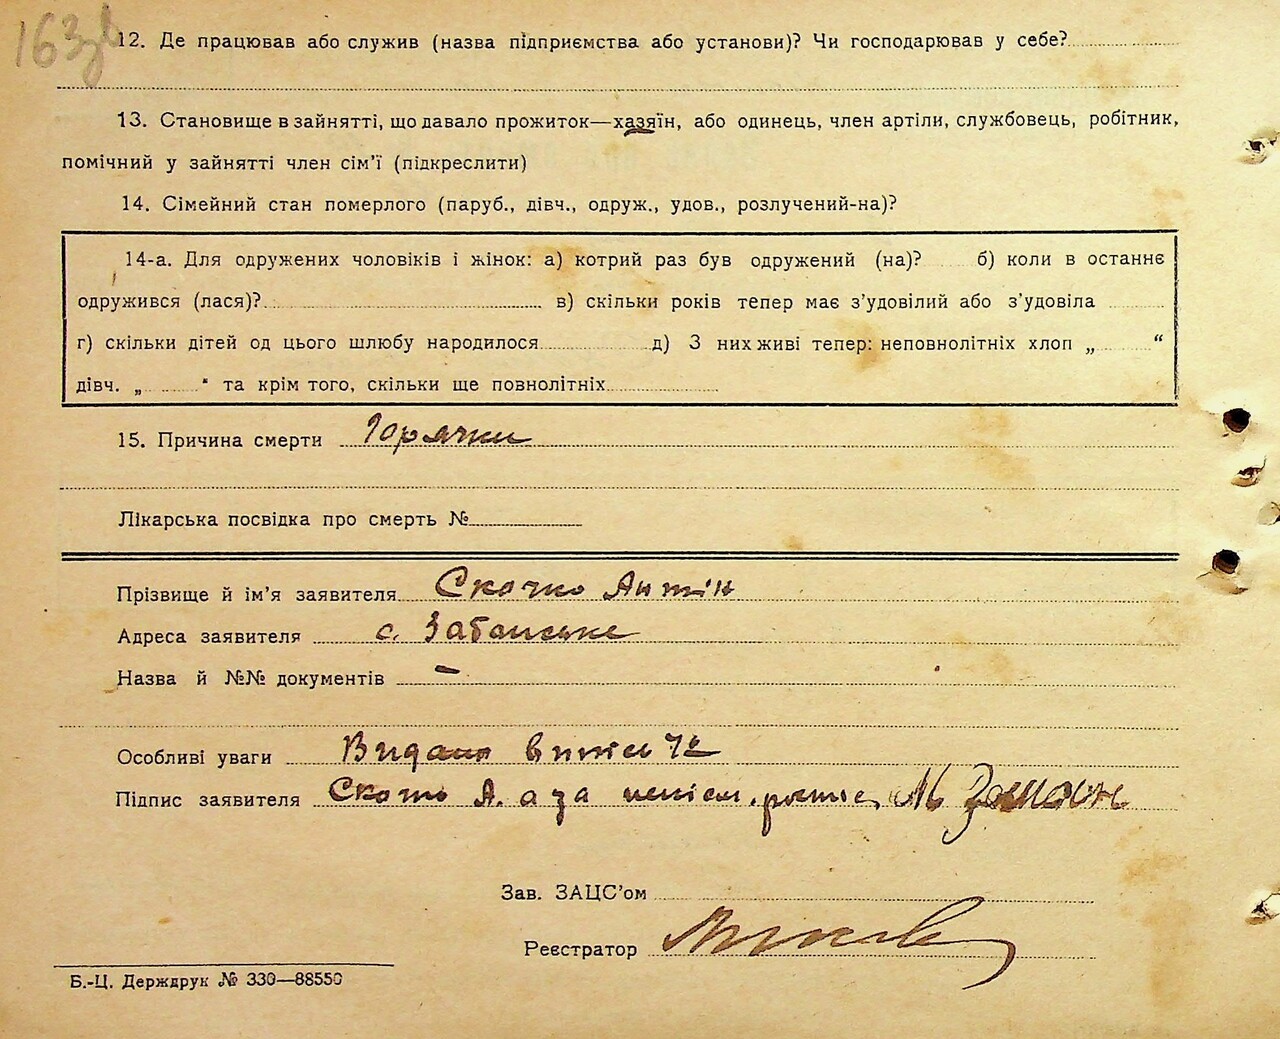 163зв
12. Де працював або служив (назва підприємства або установи)? Чи господарював у себе?
13. Становище в зайнятті, що давало прожиток—хазяїн, або одинець, член артілі, службовець, робітник,
помічний у зайнятті член сім’ї (підкреслити)
14. Сімейний стан померлого (паруб., дівч., одруж., удов., розлучений-на)?
14-а. Для одружених чоловіків і жінок: а) котрий раз був одружений (на)? б) коли в останнє
одружився (лася)? в) скільки років тепер має з’удовілий або з’удовіла
г) скільки дітей од цього шлюбу народилося д) З них живі тепер: неповнолітніх хлоп „ “
дівч. „ “ та крім того, скільки ще повнолітніх
15. Причина смерти Горячки
Лікарська посвідка про смерть №
Прізвище й ім’я заявителя Скочко Антін
Адреса заявителя с.
Назва й №№ документів —
Особливі уваги Видана
Підпис заявителя А. а за
Зав. ЗАЦС’ом
Реєстратор
Б.-Ц. Держдрук № 330—88550